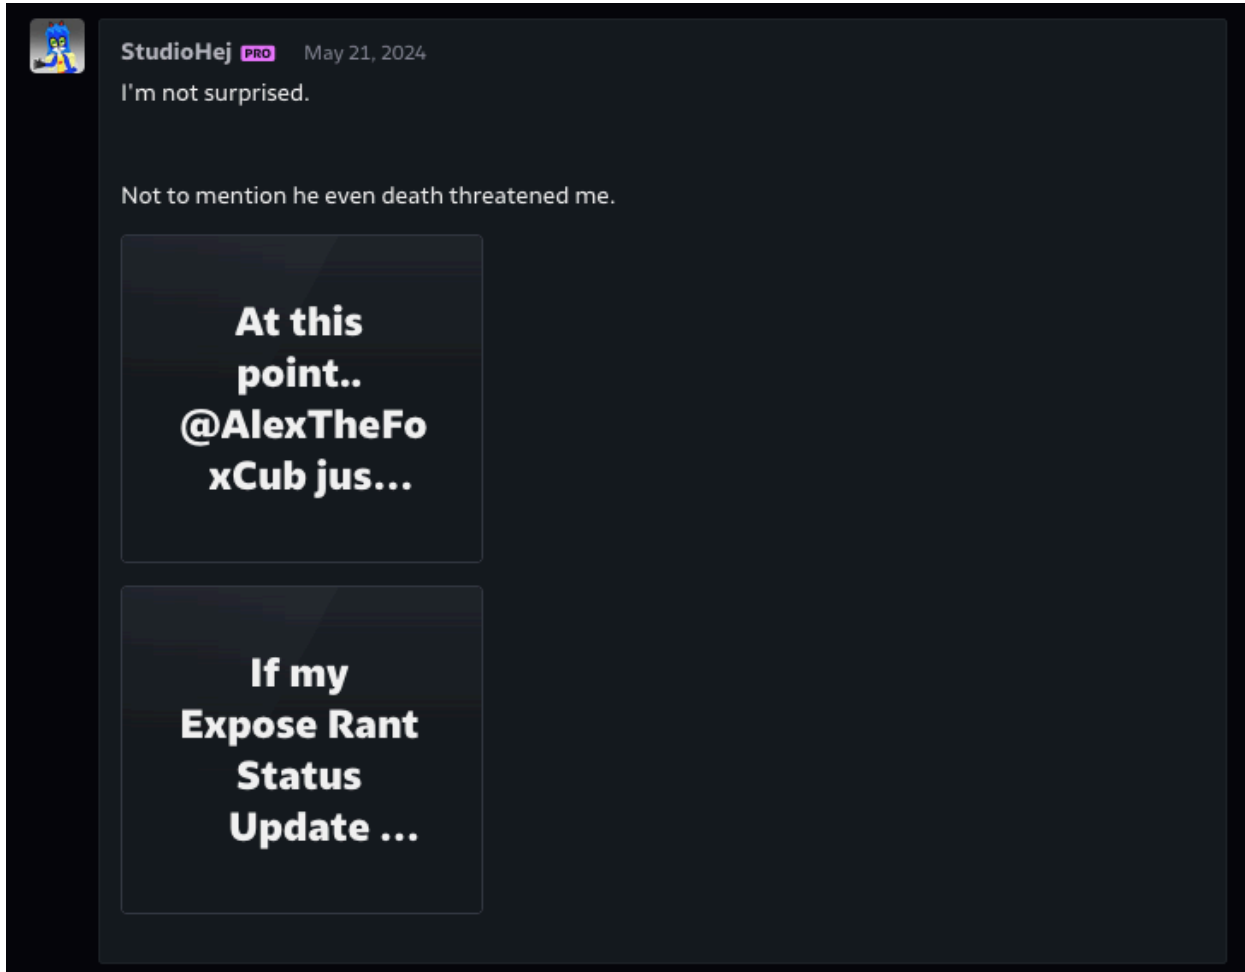 StudioHej PRO May 21, 2024
I'm not surprised.
Not to mention he even death threatened me.
At this
point..
@AlexTheFo
xCub jus...
If my
Expose Rant
Status
Update ...